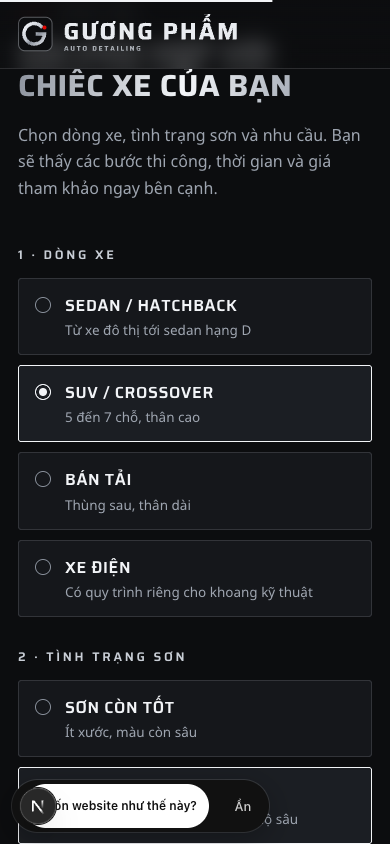 GƯƠNG PHẨM
AUTO DETAILING
CHIẾC XE CỦA BẠN
Chọn dòng xe, tình trạng sơn và nhu cầu. Bạn
sẽ thấy các bước thi công, thời gian và giá
tham khảo ngay bên cạnh.
1 · DÒNG XE
SEDAN / HATCHBACK
Từ xe đô thị tới sedan hạng D
SUV / CROSSOVER
5 đến 7 chỗ, thân cao
BÁN TẢI
Thùng sau, thân dài
XE ĐIỆN
Có quy trình riêng cho khoang kỹ thuật
2 · TÌNH TRẠNG SƠN
SƠN CÒN TỐT
Ít xước, màu còn sâu
N
website như thế này?
Ẩn
sâu